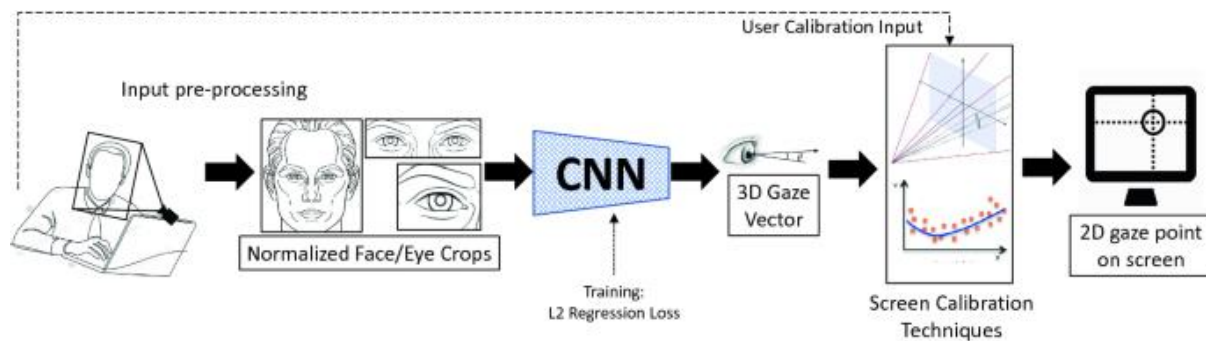 User Calibration Input
Input pre-processing
CNN
3D Gaze
Vector
Normalized Face/Eye Crops
2D gaze point
on screen
Training:
L2 Regression Loss
Screen Calibration
Techniques